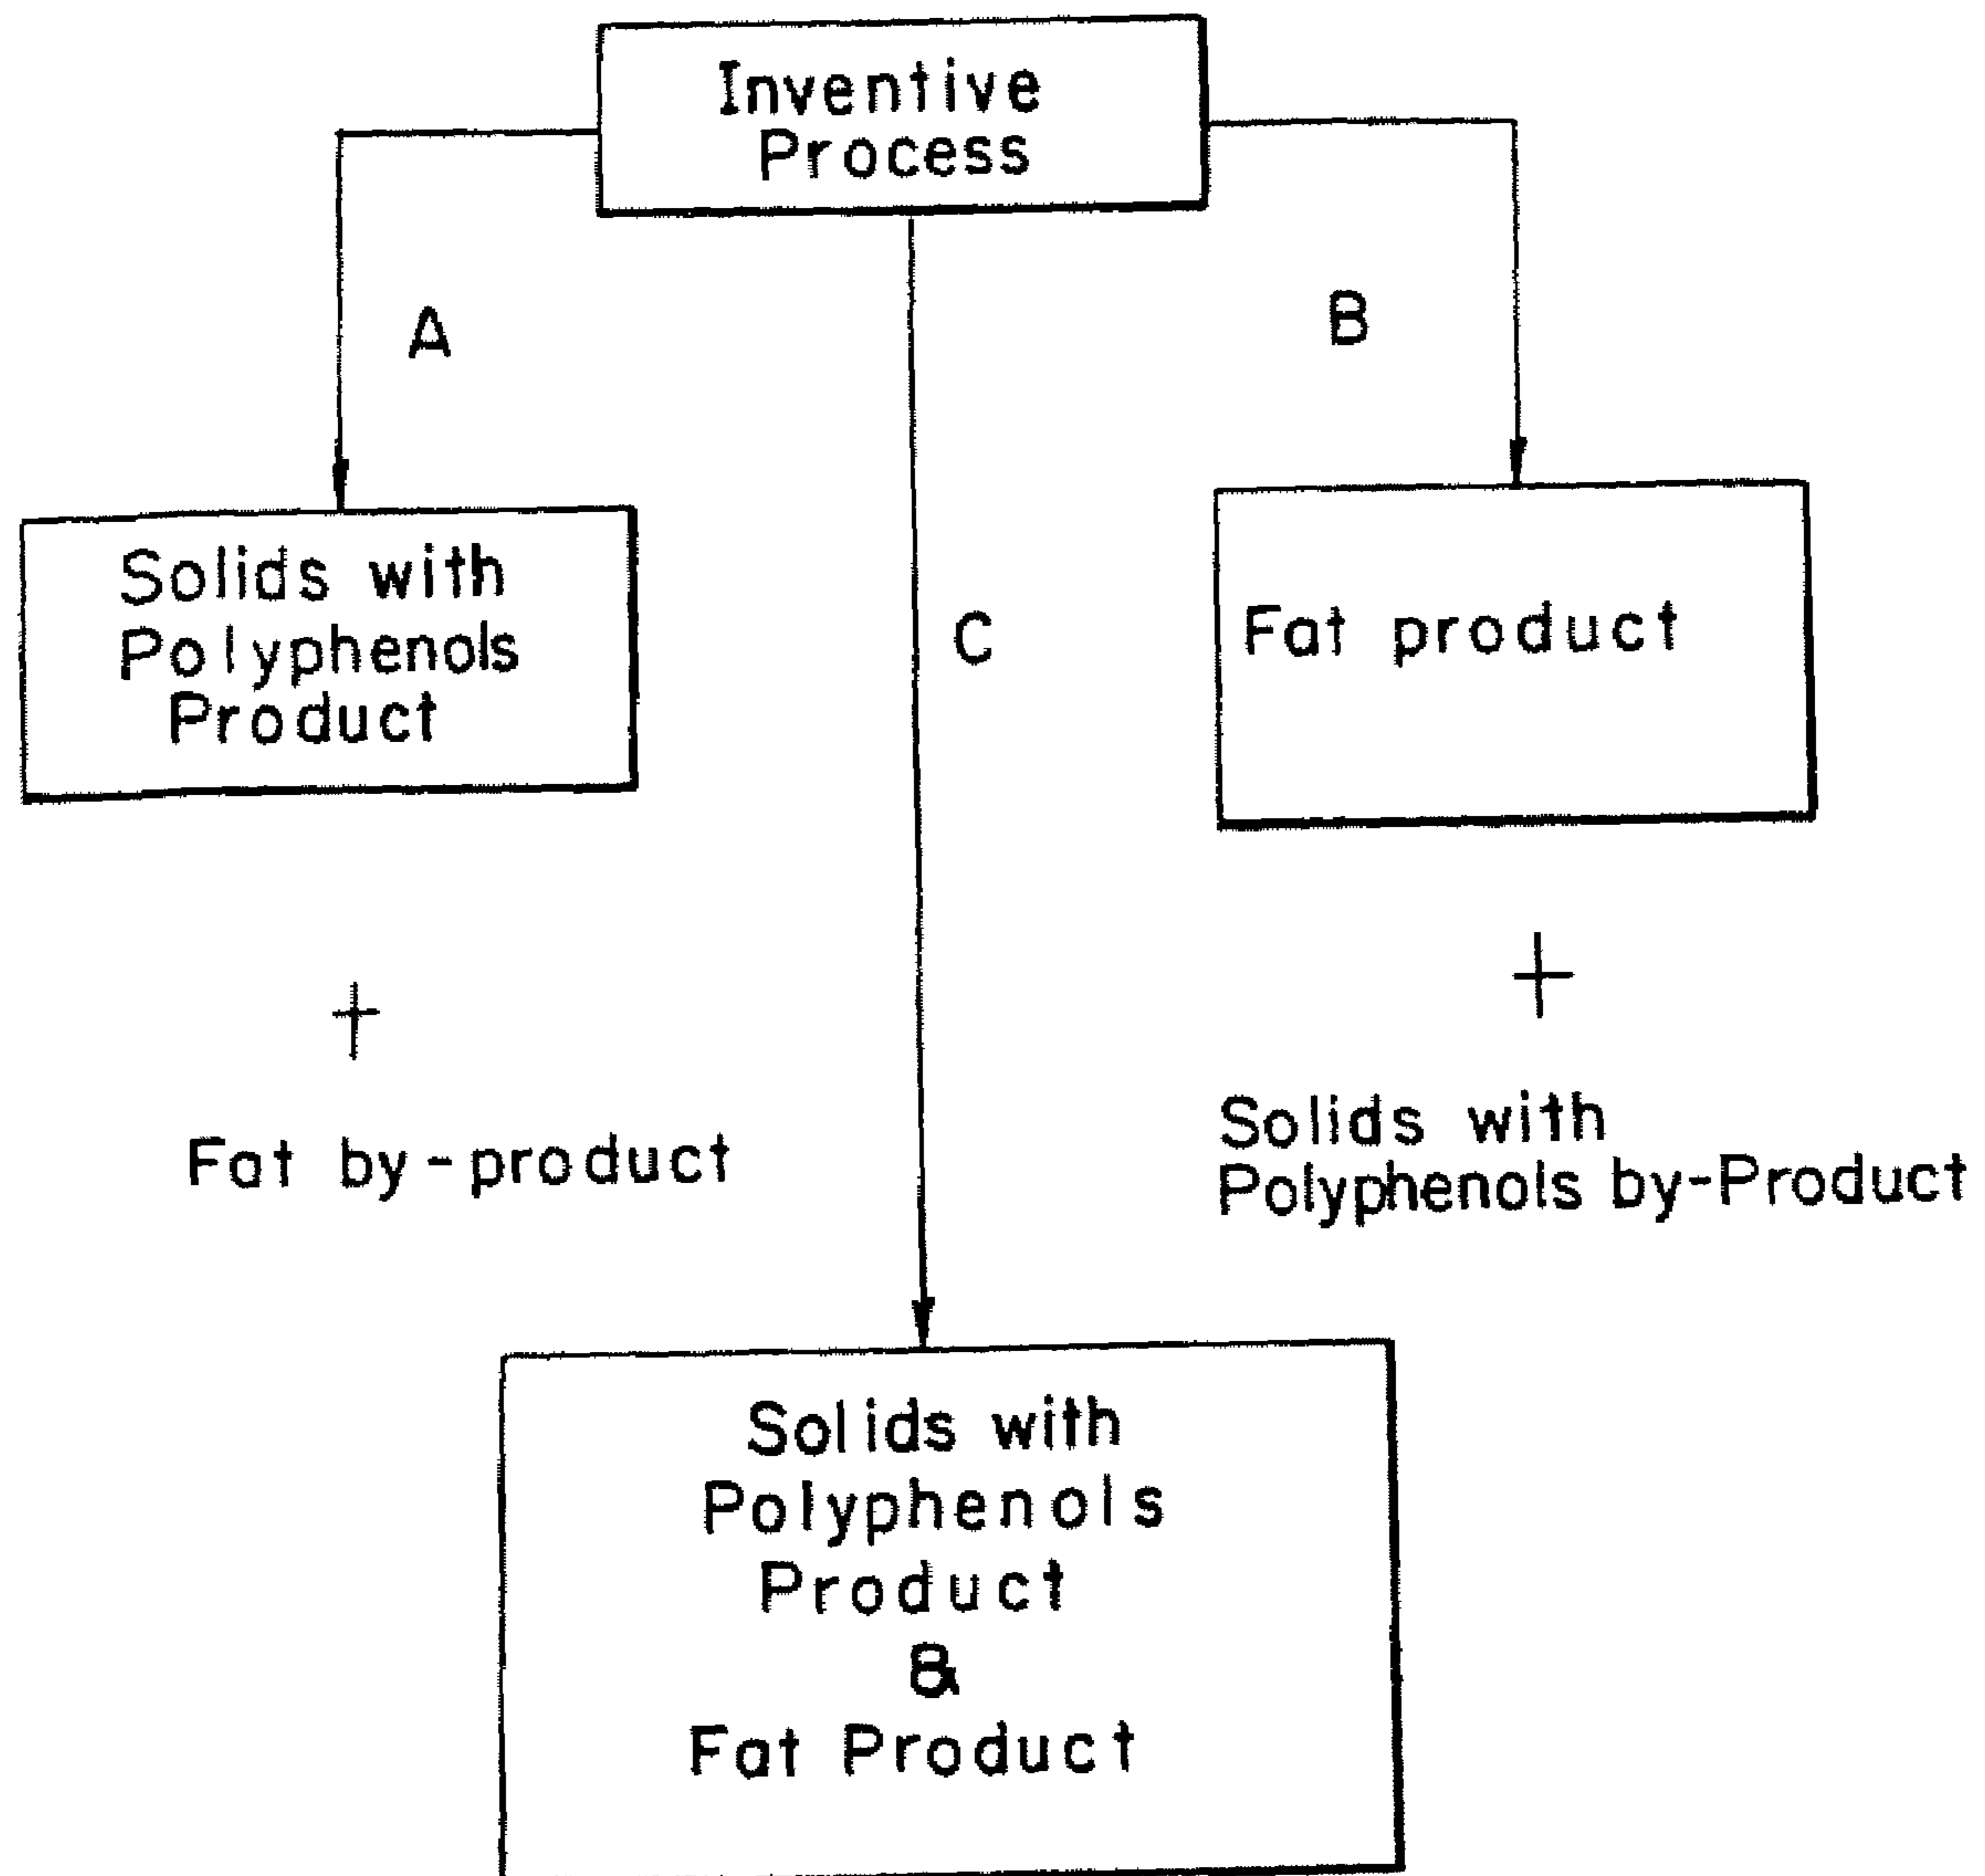 Inventive
Process
A
B
Solids with
Polyphenols
Product
C
Fat product
+
+
Fat by-product
Solids with
Polyphenols by-Product
Solids with
Polyphenols
Product
&
Fat Product